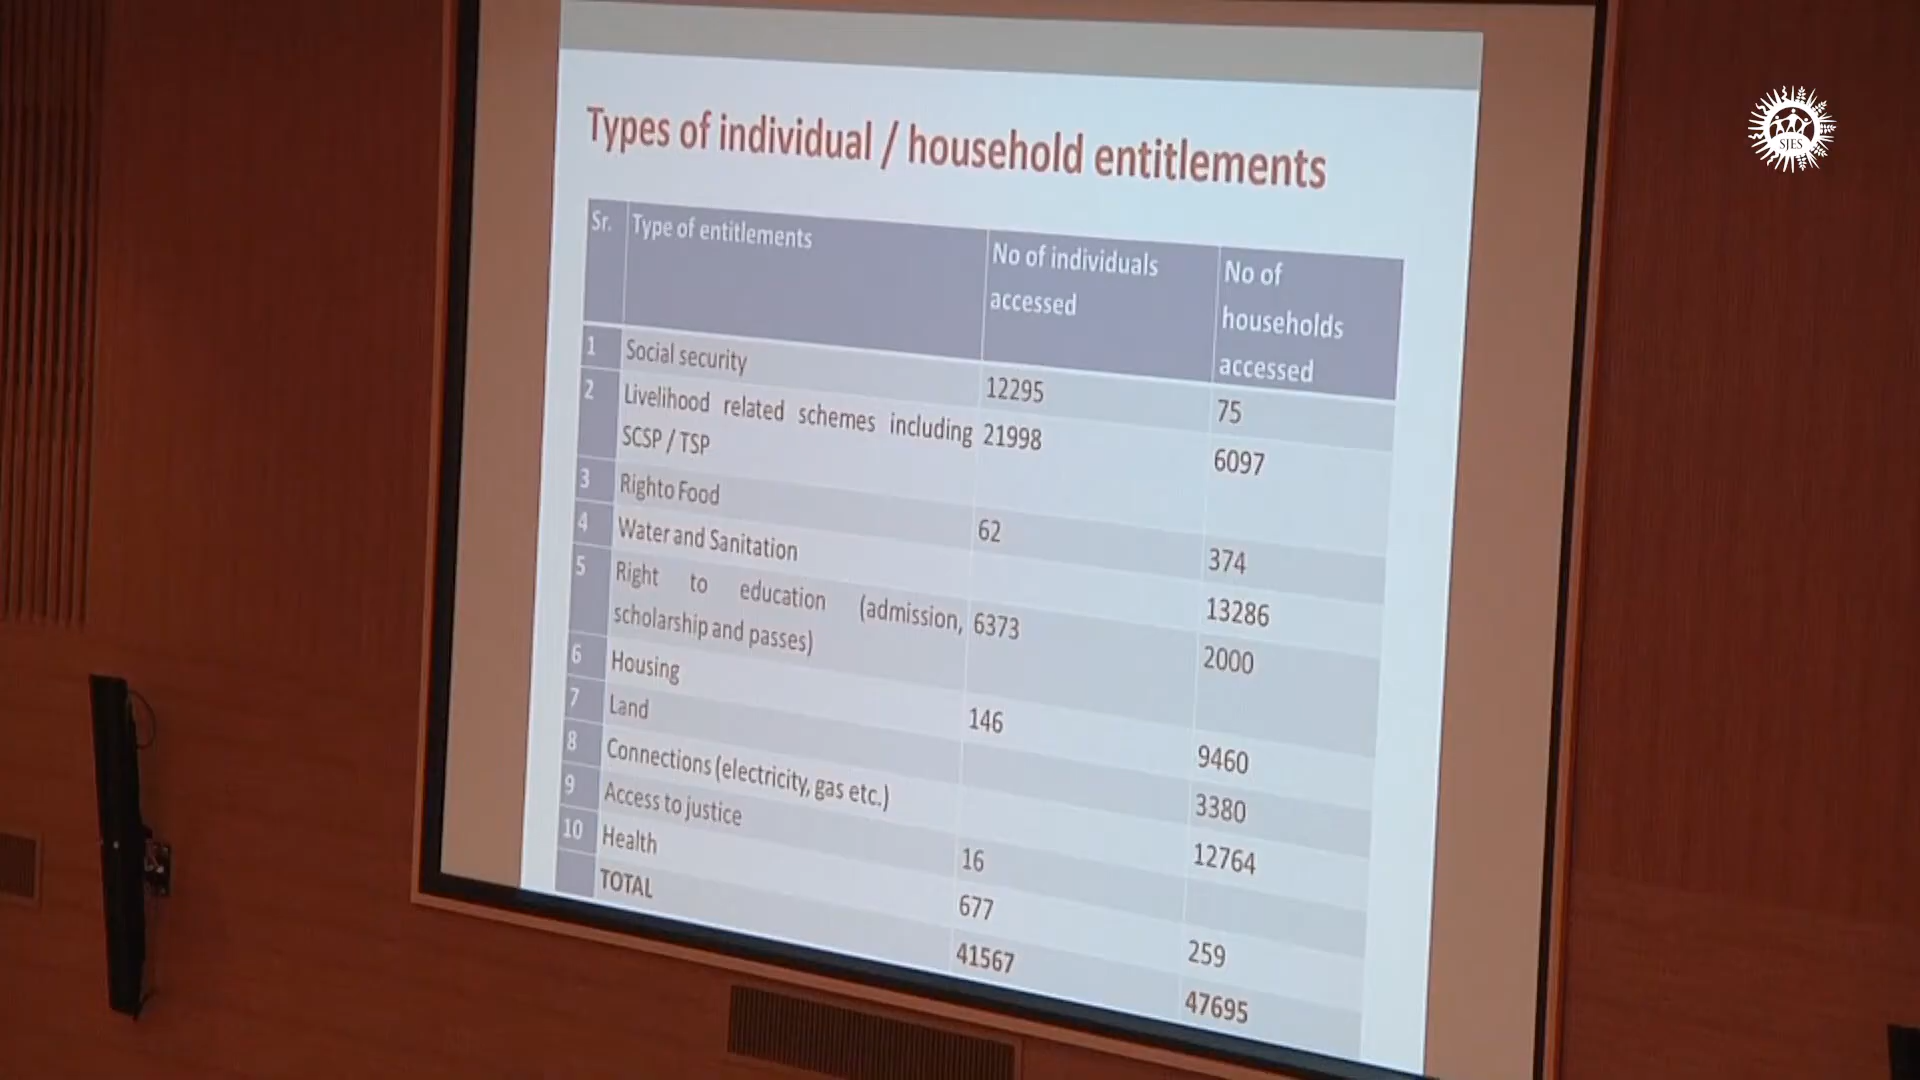 SJES
Types of individual / household entitlements
Sr. Type of entitlements No of individuals accessed No of households accessed
1 Social security 12295 75
2 Livelihood related schemes including SCSP / TSP 21998 6097
3 Righto Food 62 374
4 Water and Sanitation 13286
5 Right to education (admission, scholarship and passes) 6373 2000
6 Housing 146 9460
7 Land 3380
8 Connections (electricity, gas etc.) 12764
9 Access to justice 16
10 Health 677 259
TOTAL 41567 47695